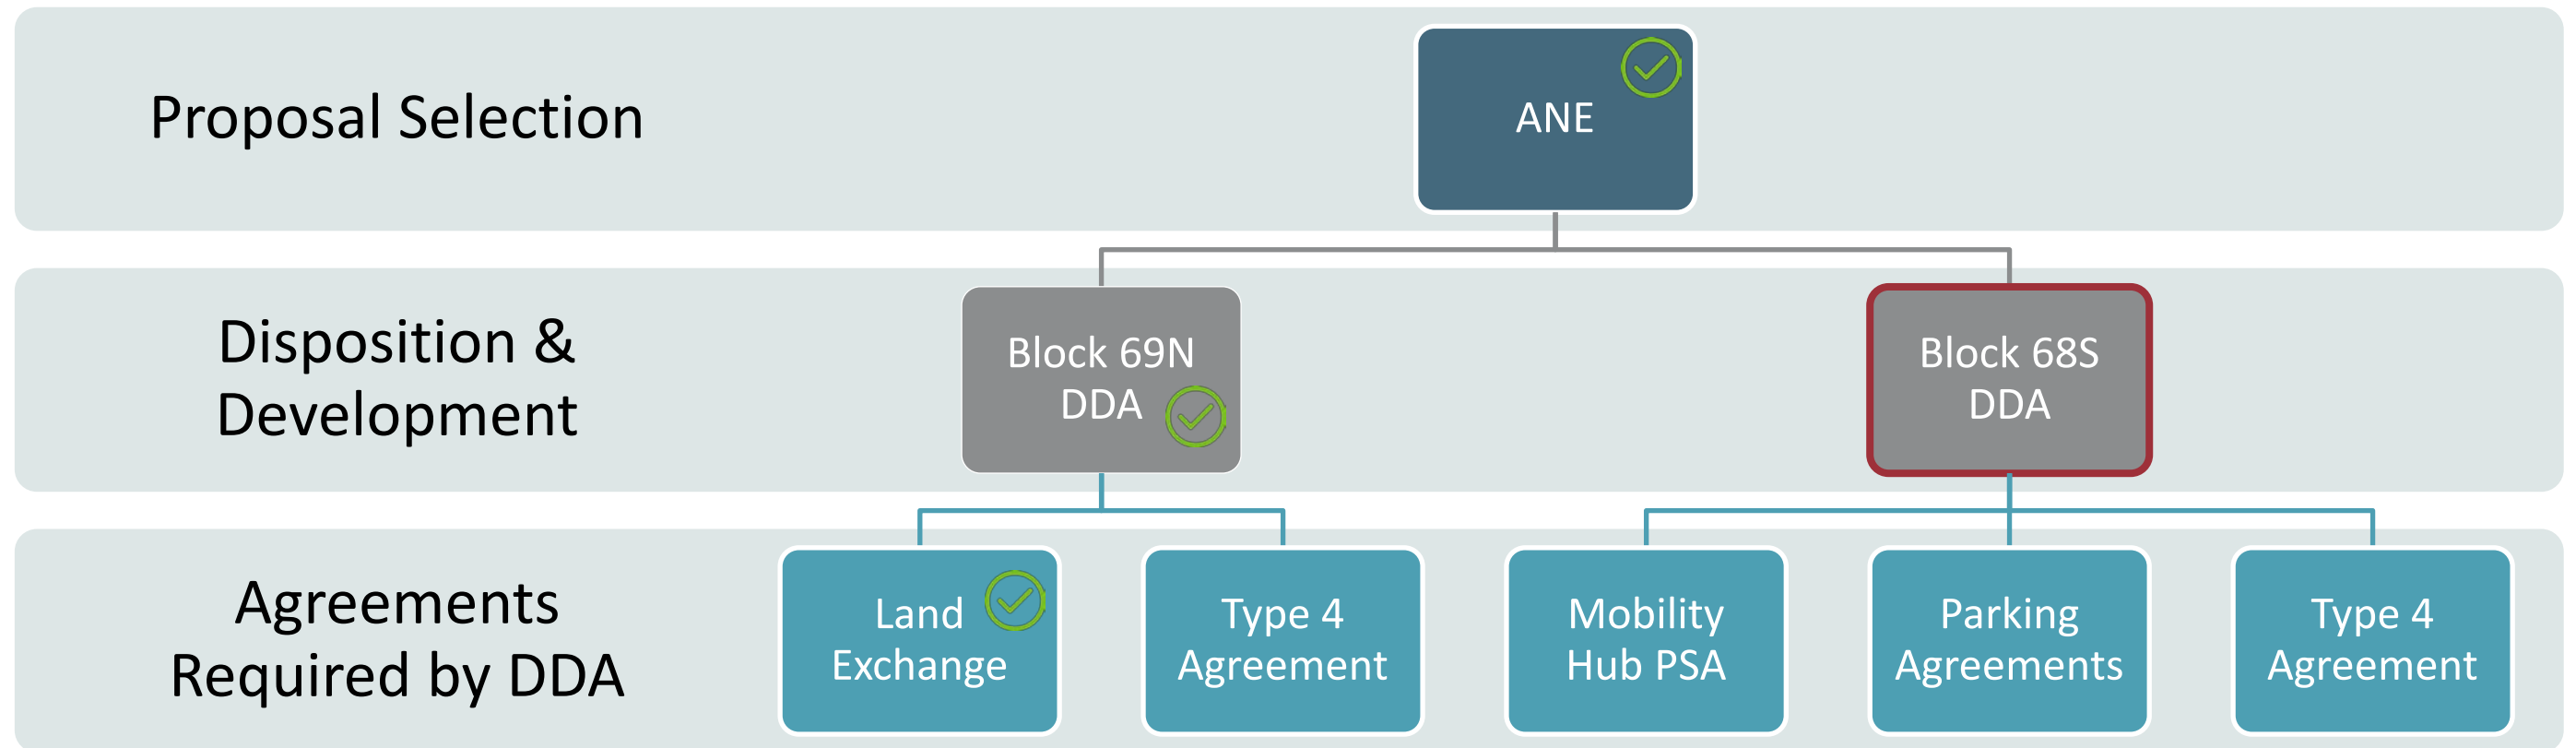 Proposal Selection
ANE
Disposition &
Development
Block 69N
DDA
Block 68S
DDA
Agreements
Required by DDA
Land
Exchange
Type 4
Agreement
Mobility
Hub PSA
Parking
Agreements
Type 4
Agreement